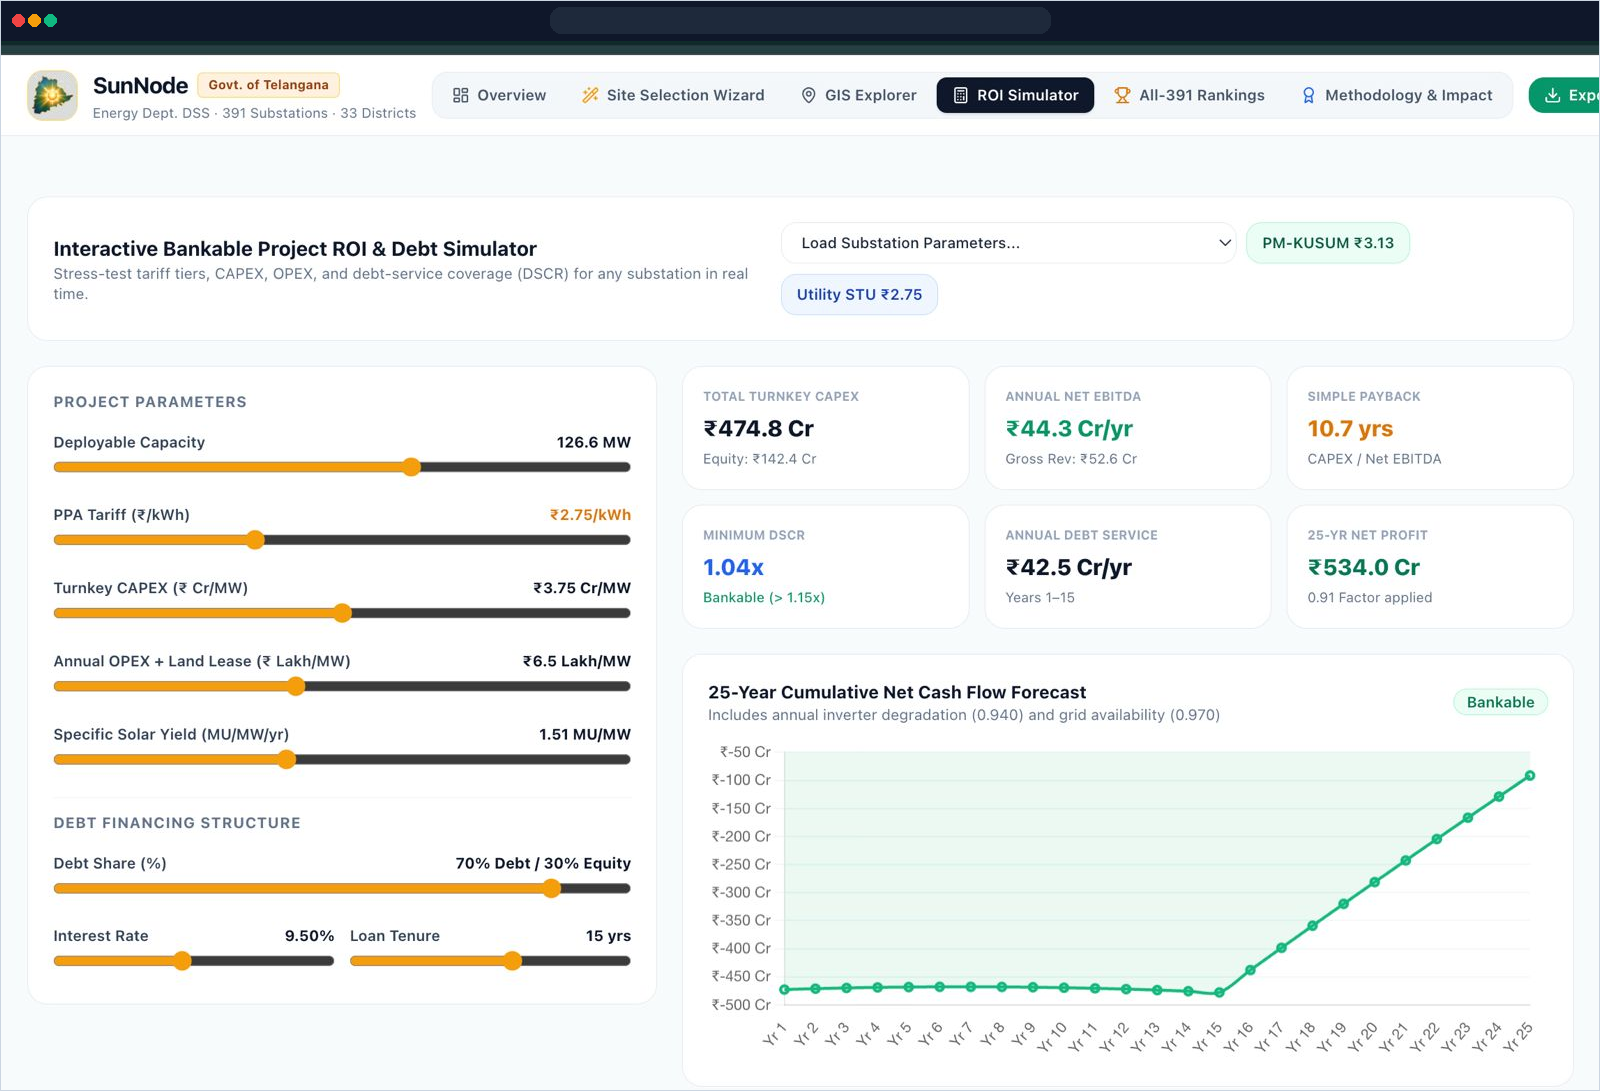 SunNode
Govt. of Telangana
Energy Dept. DSS · 391 Substations · 33 Districts
Overview
Site Selection Wizard
GIS Explorer
ROI Simulator
All-391 Rankings
Methodology & Impact
Expo
Interactive Bankable Project ROI & Debt Simulator
Stress-test tariff tiers, CAPEX, OPEX, and debt-service coverage (DSCR) for any substation in real
time.
Load Substation Parameters...
PM-KUSUM ₹3.13
Utility STU ₹2.75
PROJECT PARAMETERS
Deployable Capacity 126.6 MW
PPA Tariff (₹/kWh) ₹2.75/kWh
Turnkey CAPEX (₹ Cr/MW) ₹3.75 Cr/MW
Annual OPEX + Land Lease (₹ Lakh/MW) ₹6.5 Lakh/MW
Specific Solar Yield (MU/MW/yr) 1.51 MU/MW
DEBT FINANCING STRUCTURE
Debt Share (%) 70% Debt / 30% Equity
Interest Rate 9.50%
Loan Tenure 15 yrs
TOTAL TURNKEY CAPEX
₹474.8 Cr
Equity: ₹142.4 Cr
ANNUAL NET EBITDA
₹44.3 Cr/yr
Gross Rev: ₹52.6 Cr
SIMPLE PAYBACK
10.7 yrs
CAPEX / Net EBITDA
MINIMUM DSCR
1.04x
Bankable (> 1.15x)
ANNUAL DEBT SERVICE
₹42.5 Cr/yr
Years 1–15
25-YR NET PROFIT
₹534.0 Cr
0.91 Factor applied
25-Year Cumulative Net Cash Flow Forecast
Includes annual inverter degradation (0.940) and grid availability (0.970)
Bankable
₹-50 Cr
₹-100 Cr
₹-150 Cr
₹-200 Cr
₹-250 Cr
₹-300 Cr
₹-350 Cr
₹-400 Cr
₹-450 Cr
₹-500 Cr
Yr 1 Yr 2 Yr 3 Yr 4 Yr 5 Yr 6 Yr 7 Yr 8 Yr 9 Yr 10 Yr 11 Yr 12 Yr 13 Yr 14 Yr 15 Yr 16 Yr 17 Yr 18 Yr 19 Yr 20 Yr 21 Yr 22 Yr 23 Yr 24 Yr 25